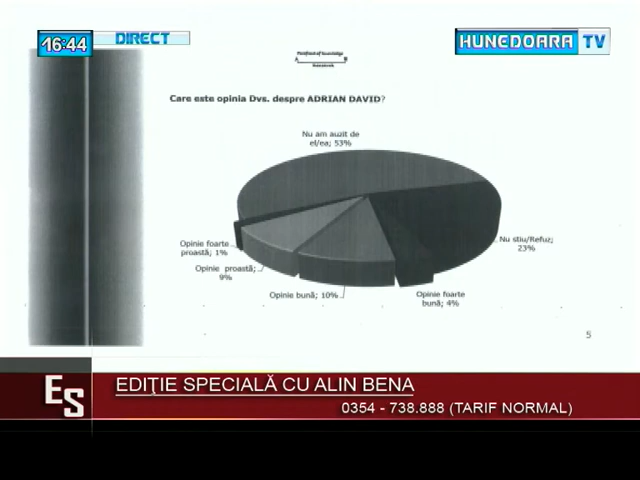 16:44 DIRECT
HUNEDOARA TV
Care este opinia Dvs. despre ADRIAN DAVID?
Nu am auzit de
el/ea; 53%
Opinie foarte
proastă; 1%
Opinie proastă;
9%
Opinie bună; 10%
Opinie foarte
bună; 4%
Nu stiu/Refuz;
23%
5
ES
EDIŢIE SPECIALĂ CU ALIN BENA
0354 - 738.888 (TARIF NORMAL)